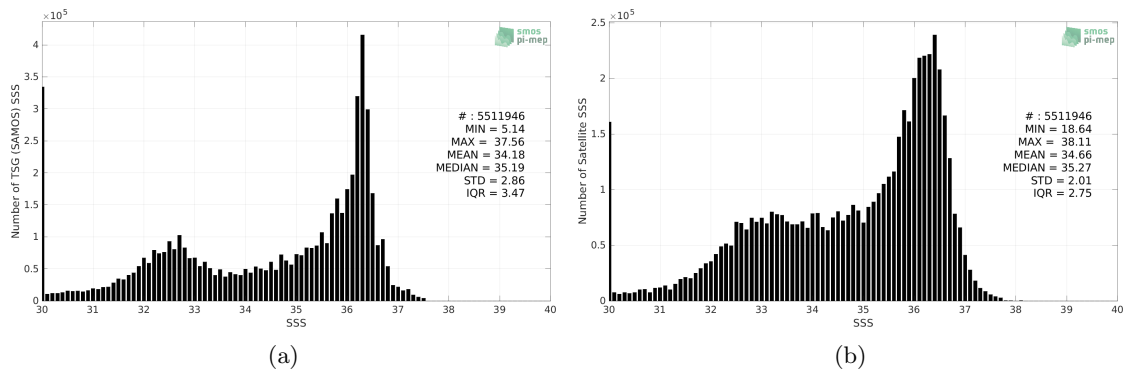 ×10⁵
4
3.5
3
2.5
2
1.5
1
0.5
0
Number of TSG (SAMOS) SSS
smos
pi-mep
# : 5511946
MIN = 5.14
MAX = 37.56
MEAN = 34.18
MEDIAN = 35.19
STD = 2.86
IQR = 3.47
30 31 32 33 34 35 36 37 38 39 40
SSS
(a)
×10⁵
2.5
2
1.5
1
0.5
0
Number of Satellite SSS
smos
pi-mep
# : 5511946
MIN = 18.64
MAX = 38.11
MEAN = 34.66
MEDIAN = 35.27
STD = 2.01
IQR = 2.75
30 31 32 33 34 35 36 37 38 39 40
SSS
(b)